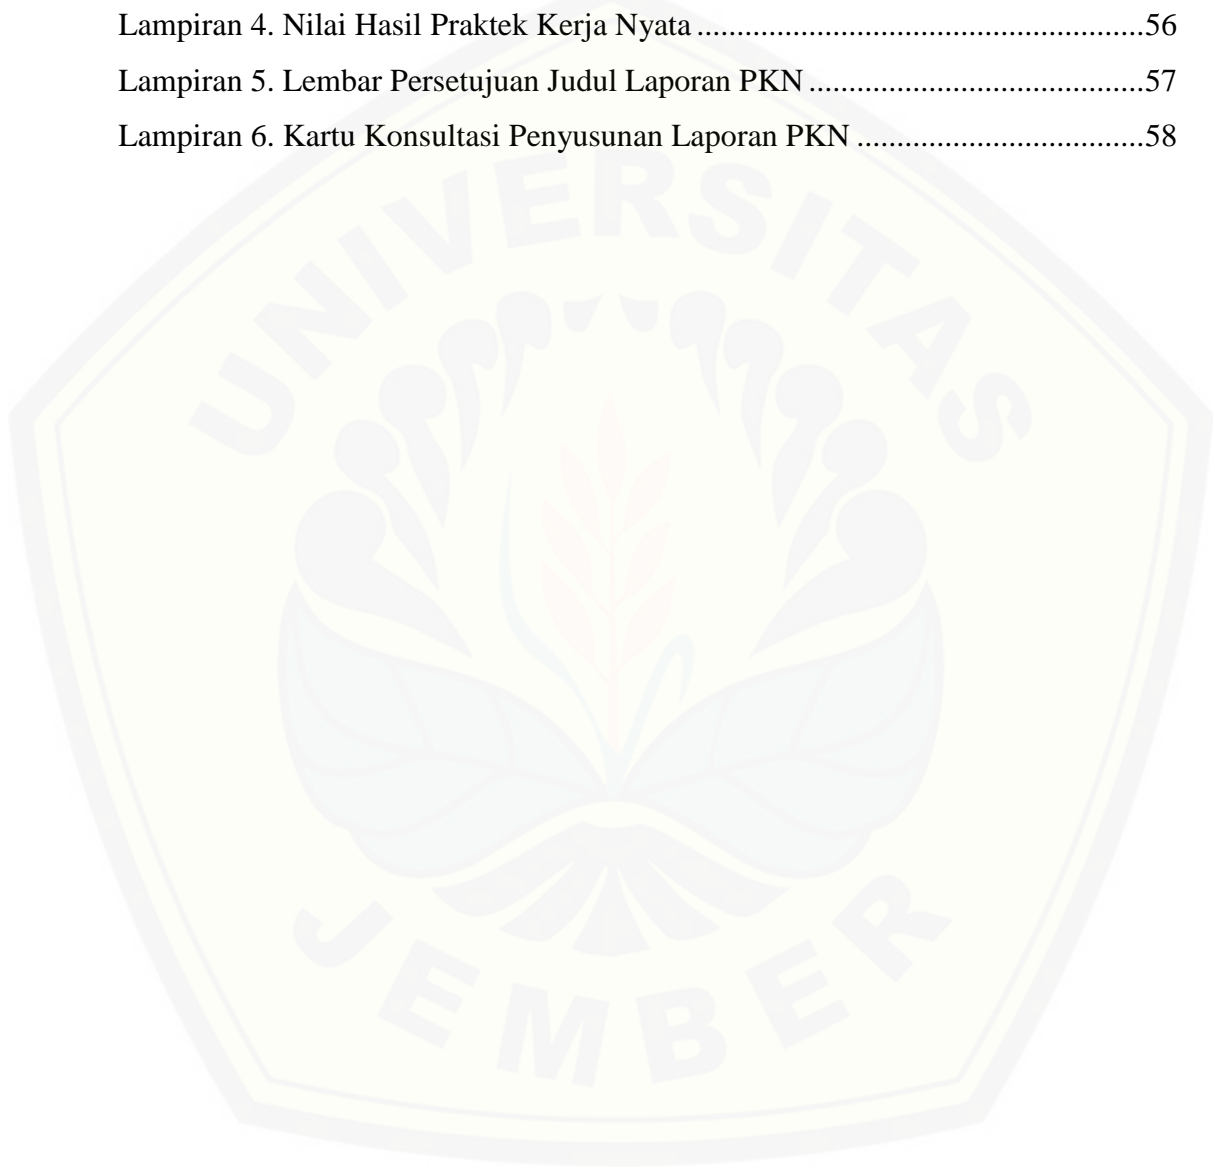 Lampiran 4. Nilai Hasil Praktek Kerja Nyata ........................................................56
Lampiran 5. Lembar Persetujuan Judul Laporan PKN ..........................................57
Lampiran 6. Kartu Konsultasi Penyusunan Laporan PKN ....................................58
UNIVERSITAS
JEMBER